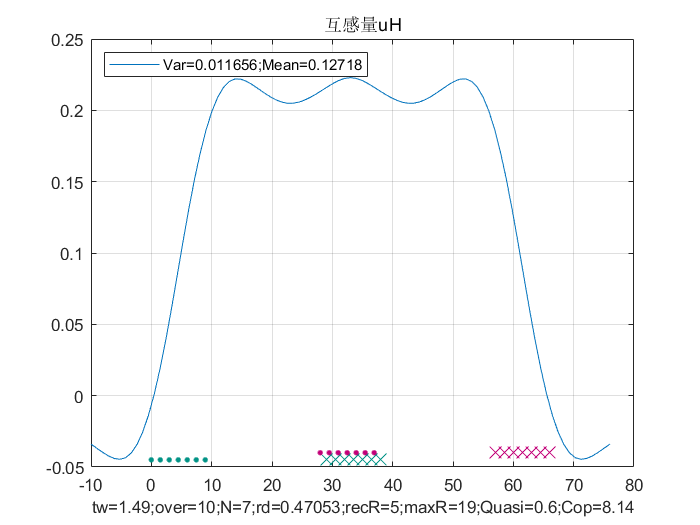 互感量uH
Var=0.011656;Mean=0.12718
0.25
0.2
0.15
0.1
0.05
0
-0.05
-10 0 10 20 30 40 50 60 70 80
tw=1.49;over=10;N=7;rd=0.47053;recR=5;maxR=19;Quasi=0.6;Cop=8.14